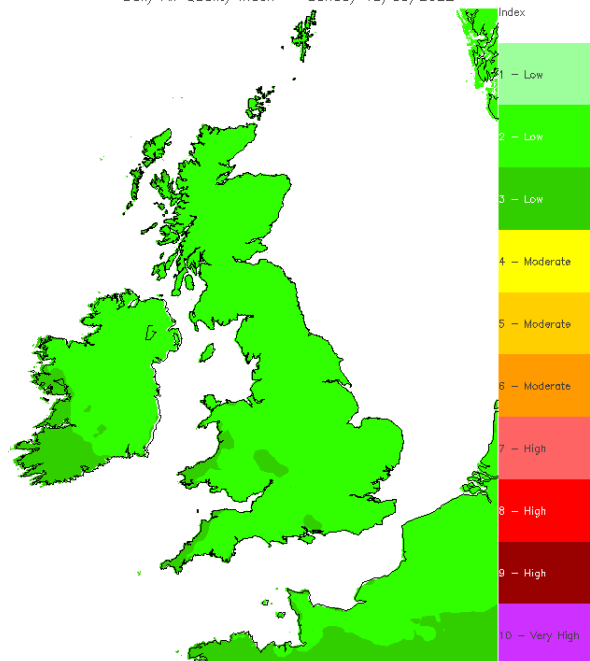 Index
1 - Low
2 - Low
3 - Low
4 - Moderate
5 - Moderate
6 - Moderate
7 - High
8 - High
9 - High
10 - Very High